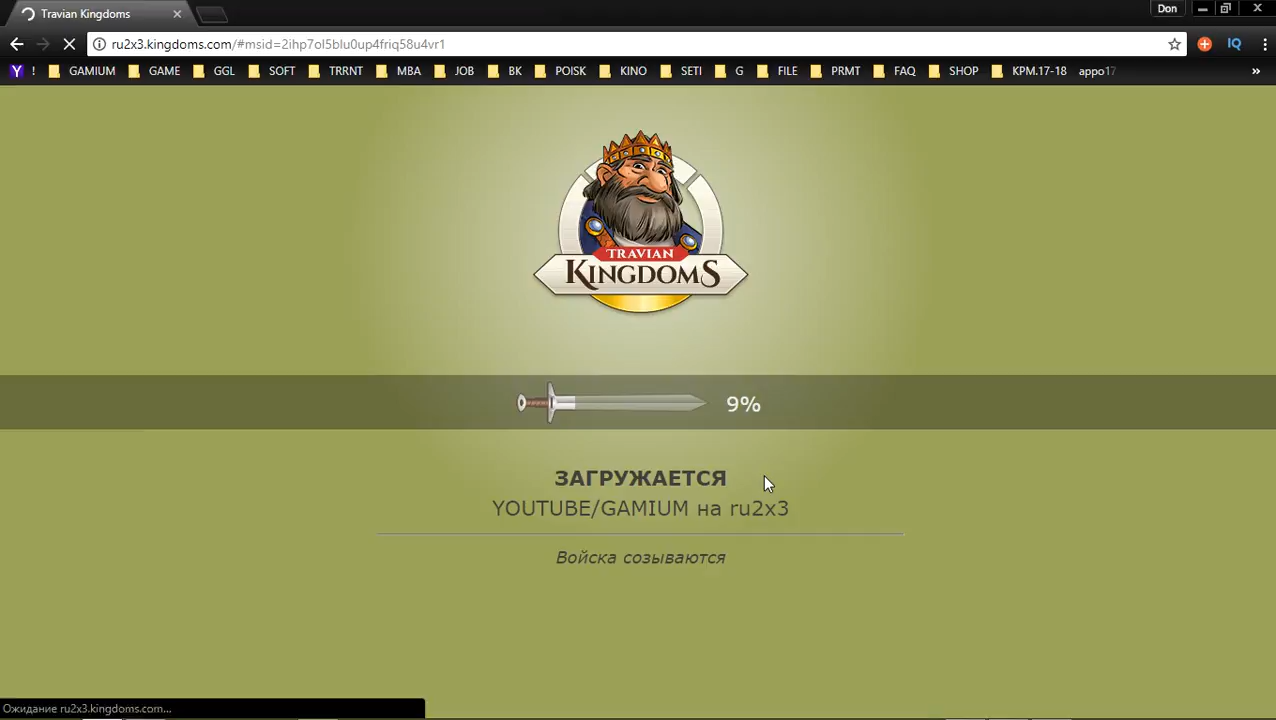 Travian Kingdoms
Don
ru2x3.kingdoms.com/#msid=2ihp7ol5blu0up4friq58u4vr1
IQ
Y ! GAMIUM GAME GGL SOFT TRRNT MBA JOB BK POISK KINO SETI G FILE PRMT FAQ SHOP KPM.17-18 appo17 »
TRAVIAN
KINGDOMS
9%
ЗАГРУЖАЕТСЯ
YOUTUBE/GAMIUM на ru2x3
Войска созываются
Ожидание ru2x3.kingdoms.com...